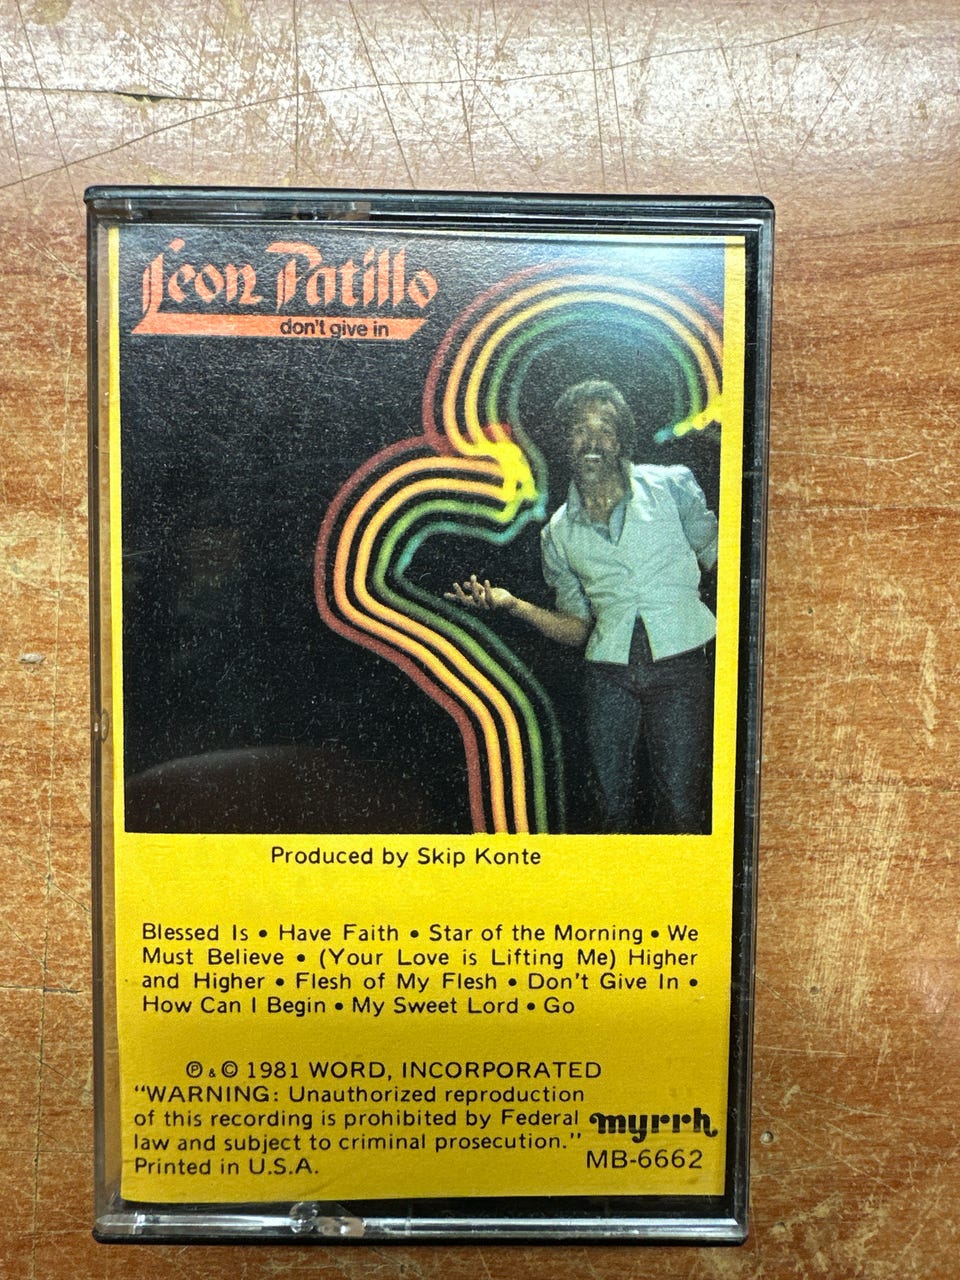 Leon Patillo
don't give in
Produced by Skip Konte
Blessed Is • Have Faith • Star of the Morning • We
Must Believe • (Your Love is Lifting Me) Higher
and Higher • Flesh of My Flesh • Don't Give In •
How Can I Begin • My Sweet Lord • Go
℗ & © 1981 WORD, INCORPORATED
"WARNING: Unauthorized reproduction
of this recording is prohibited by Federal
law and subject to criminal prosecution."
Printed in U.S.A.
myrrh
MB-6662